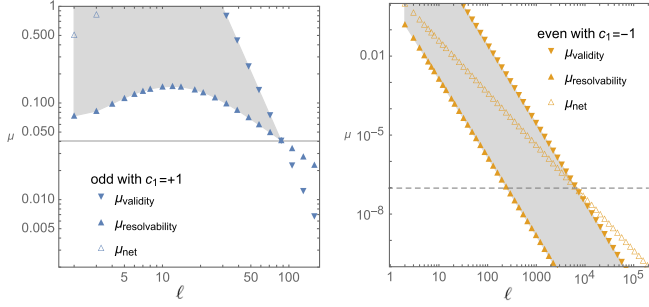 1
0.500
0.100
0.050
μ
0.010
0.005
odd with c₁=+1
μvalidity
μresolvability
μnet
5 10 50 100
ℓ
0.01
10⁻⁵
μ
10⁻⁸
even with c₁=−1
μvalidity
μresolvability
μnet
1 10 100 1000 10⁴ 10⁵
ℓ